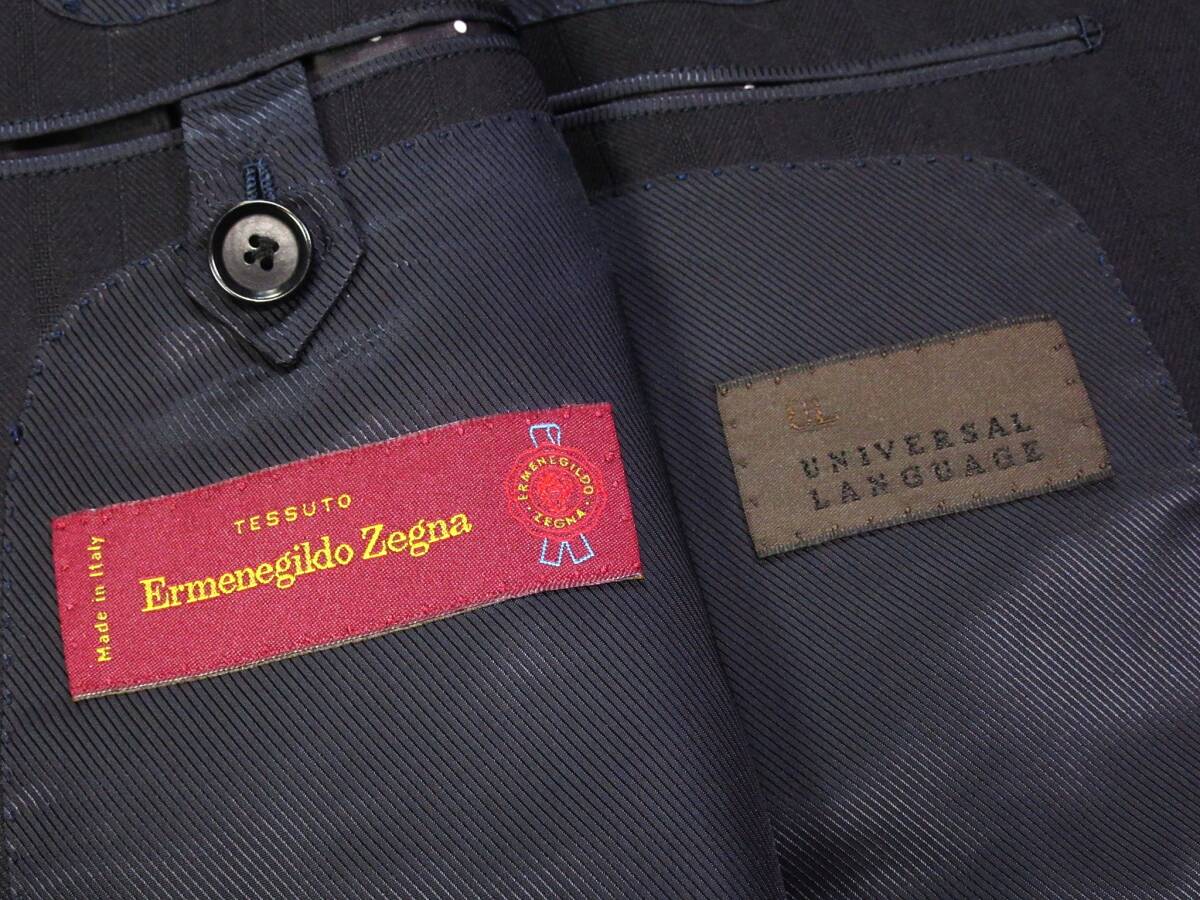 Made in Italy
TESSUTO
Ermenegildo Zegna
ERMENEGILDO
ZEGNA
UL
UNIVERSAL
LANGUAGE